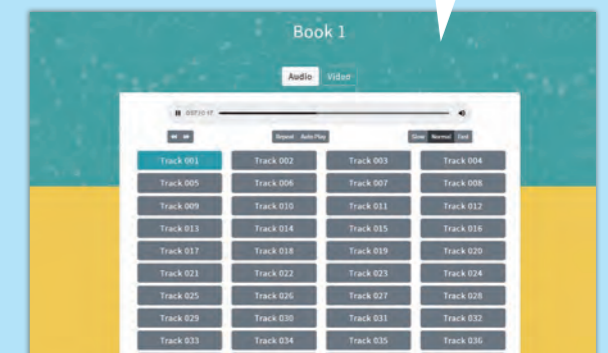 Book 1
Audio Video
Repeat Auto Play Slow Normal Fast
Track 001 Track 002 Track 003 Track 004
Track 005 Track 006 Track 007 Track 008
Track 009 Track 010 Track 011 Track 012
Track 013 Track 014 Track 015 Track 016
Track 017 Track 018 Track 019 Track 020
Track 021 Track 022 Track 023 Track 024
Track 025 Track 026 Track 027 Track 028
Track 029 Track 030 Track 031 Track 032
Track 033 Track 034 Track 035 Track 036